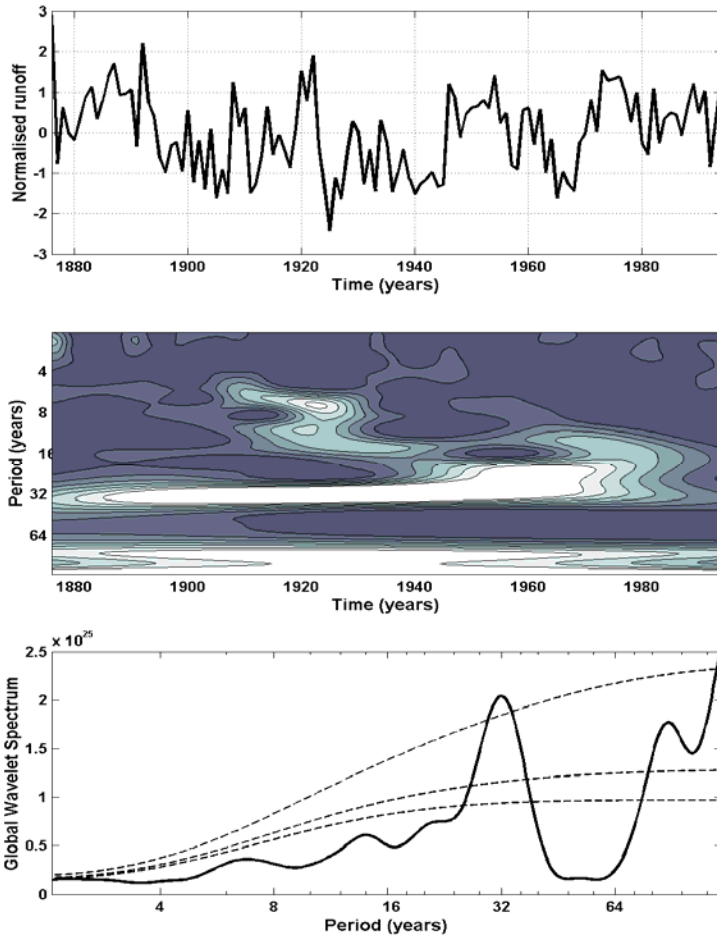 3
2
1
0
-1
-2
-3
Normalised runoff
1880 1900 1920 1940 1960 1980
Time (years)
4
8
16
32
64
Period (years)
1880 1900 1920 1940 1960 1980
Time (years)
x 10^25
2.5
2
1.5
1
0.5
0
Global Wavelet Spectrum
4 8 16 32 64
Period (years)